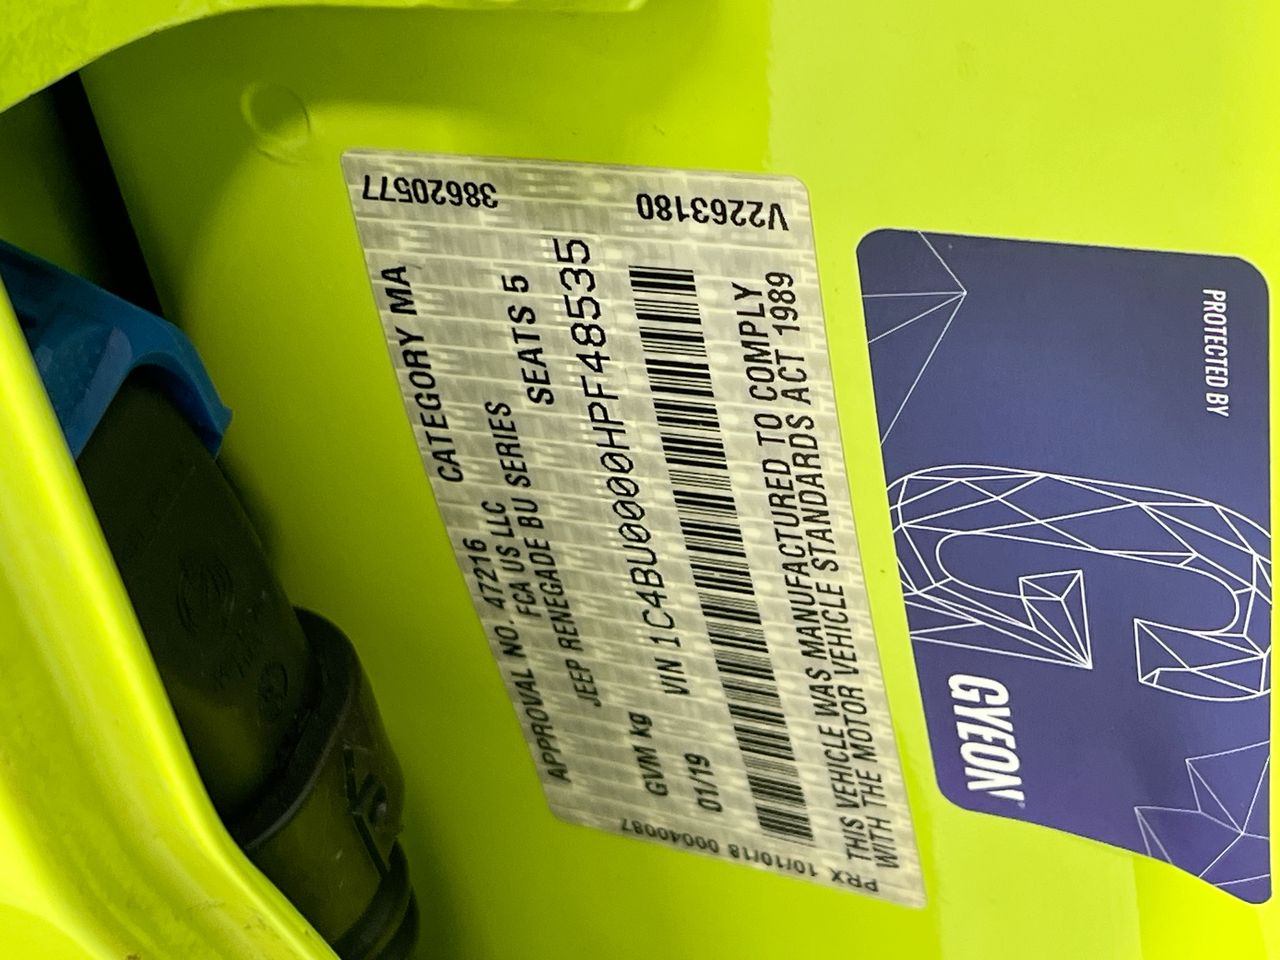 38620577
V2263180
APPROVAL NO. 47216 CATEGORY MA
FCA US LLC
JEEP RENEGADE BU SERIES
GVM kg SEATS 5
VIN 1C4BU0000HPF48535
01/19
THIS VEHICLE WAS MANUFACTURED TO COMPLY
WITH THE MOTOR VEHICLE STANDARDS ACT 1989
PRX 10/10/18 00040087
PROTECTED BY
GYEON